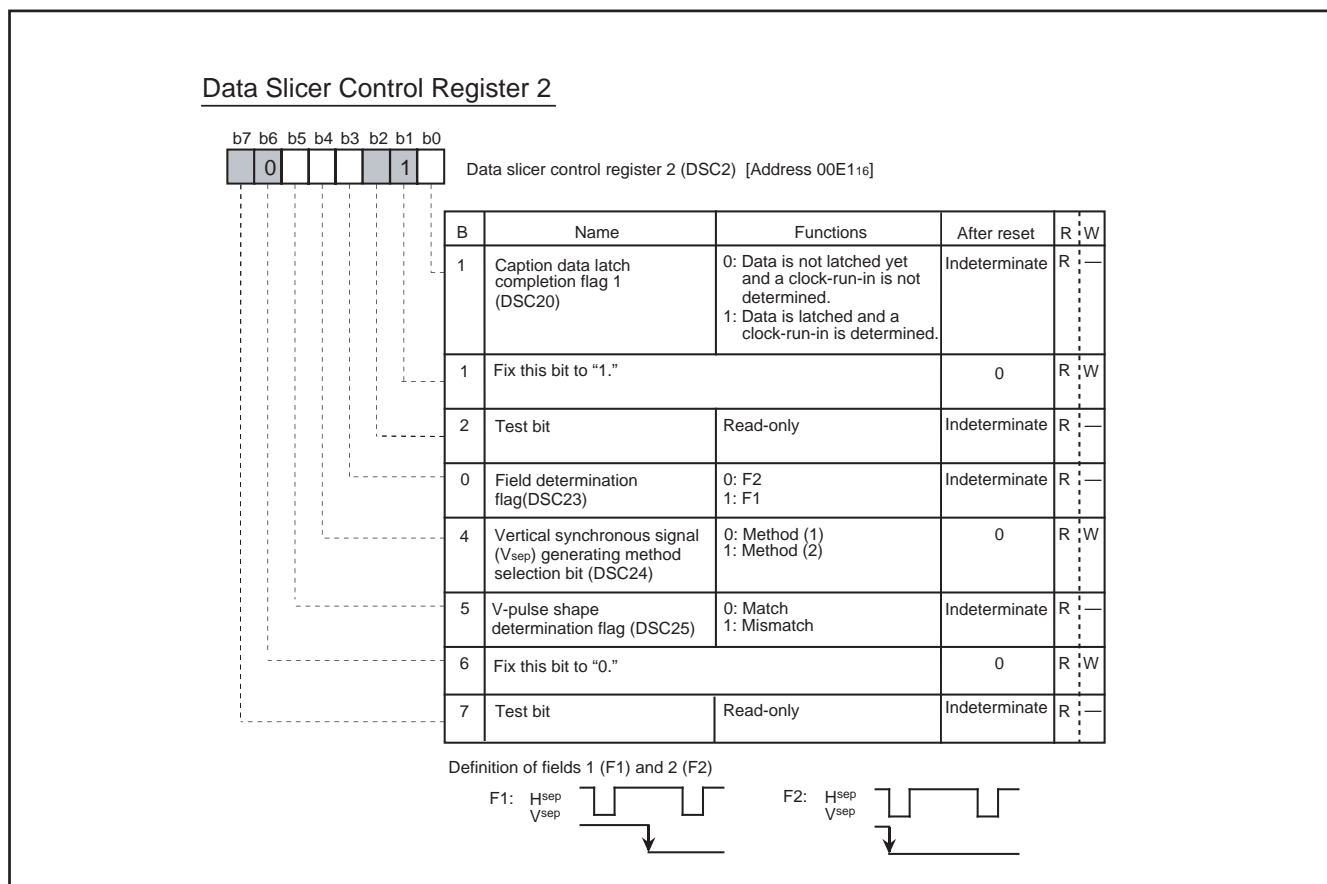 Data Slicer Control Register 2
b7 b6 b5 b4 b3 b2 b1 b0
0 1
Data slicer control register 2 (DSC2) [Address 00E116]
B Name Functions After reset R W
1 Caption data latch completion flag 1 (DSC20) 0: Data is not latched yet and a clock-run-in is not determined. 1: Data is latched and a clock-run-in is determined. Indeterminate R —
1 Fix this bit to “1.” 0 R W
2 Test bit Read-only Indeterminate R —
0 Field determination flag(DSC23) 0: F2 1: F1 Indeterminate R —
4 Vertical synchronous signal (Vsep) generating method selection bit (DSC24) 0: Method (1) 1: Method (2) 0 R W
5 V-pulse shape determination flag (DSC25) 0: Match 1: Mismatch Indeterminate R —
6 Fix this bit to “0.” 0 R W
7 Test bit Read-only Indeterminate R —
Definition of fields 1 (F1) and 2 (F2)
F1: Hsep
Vsep
F2: Hsep
Vsep